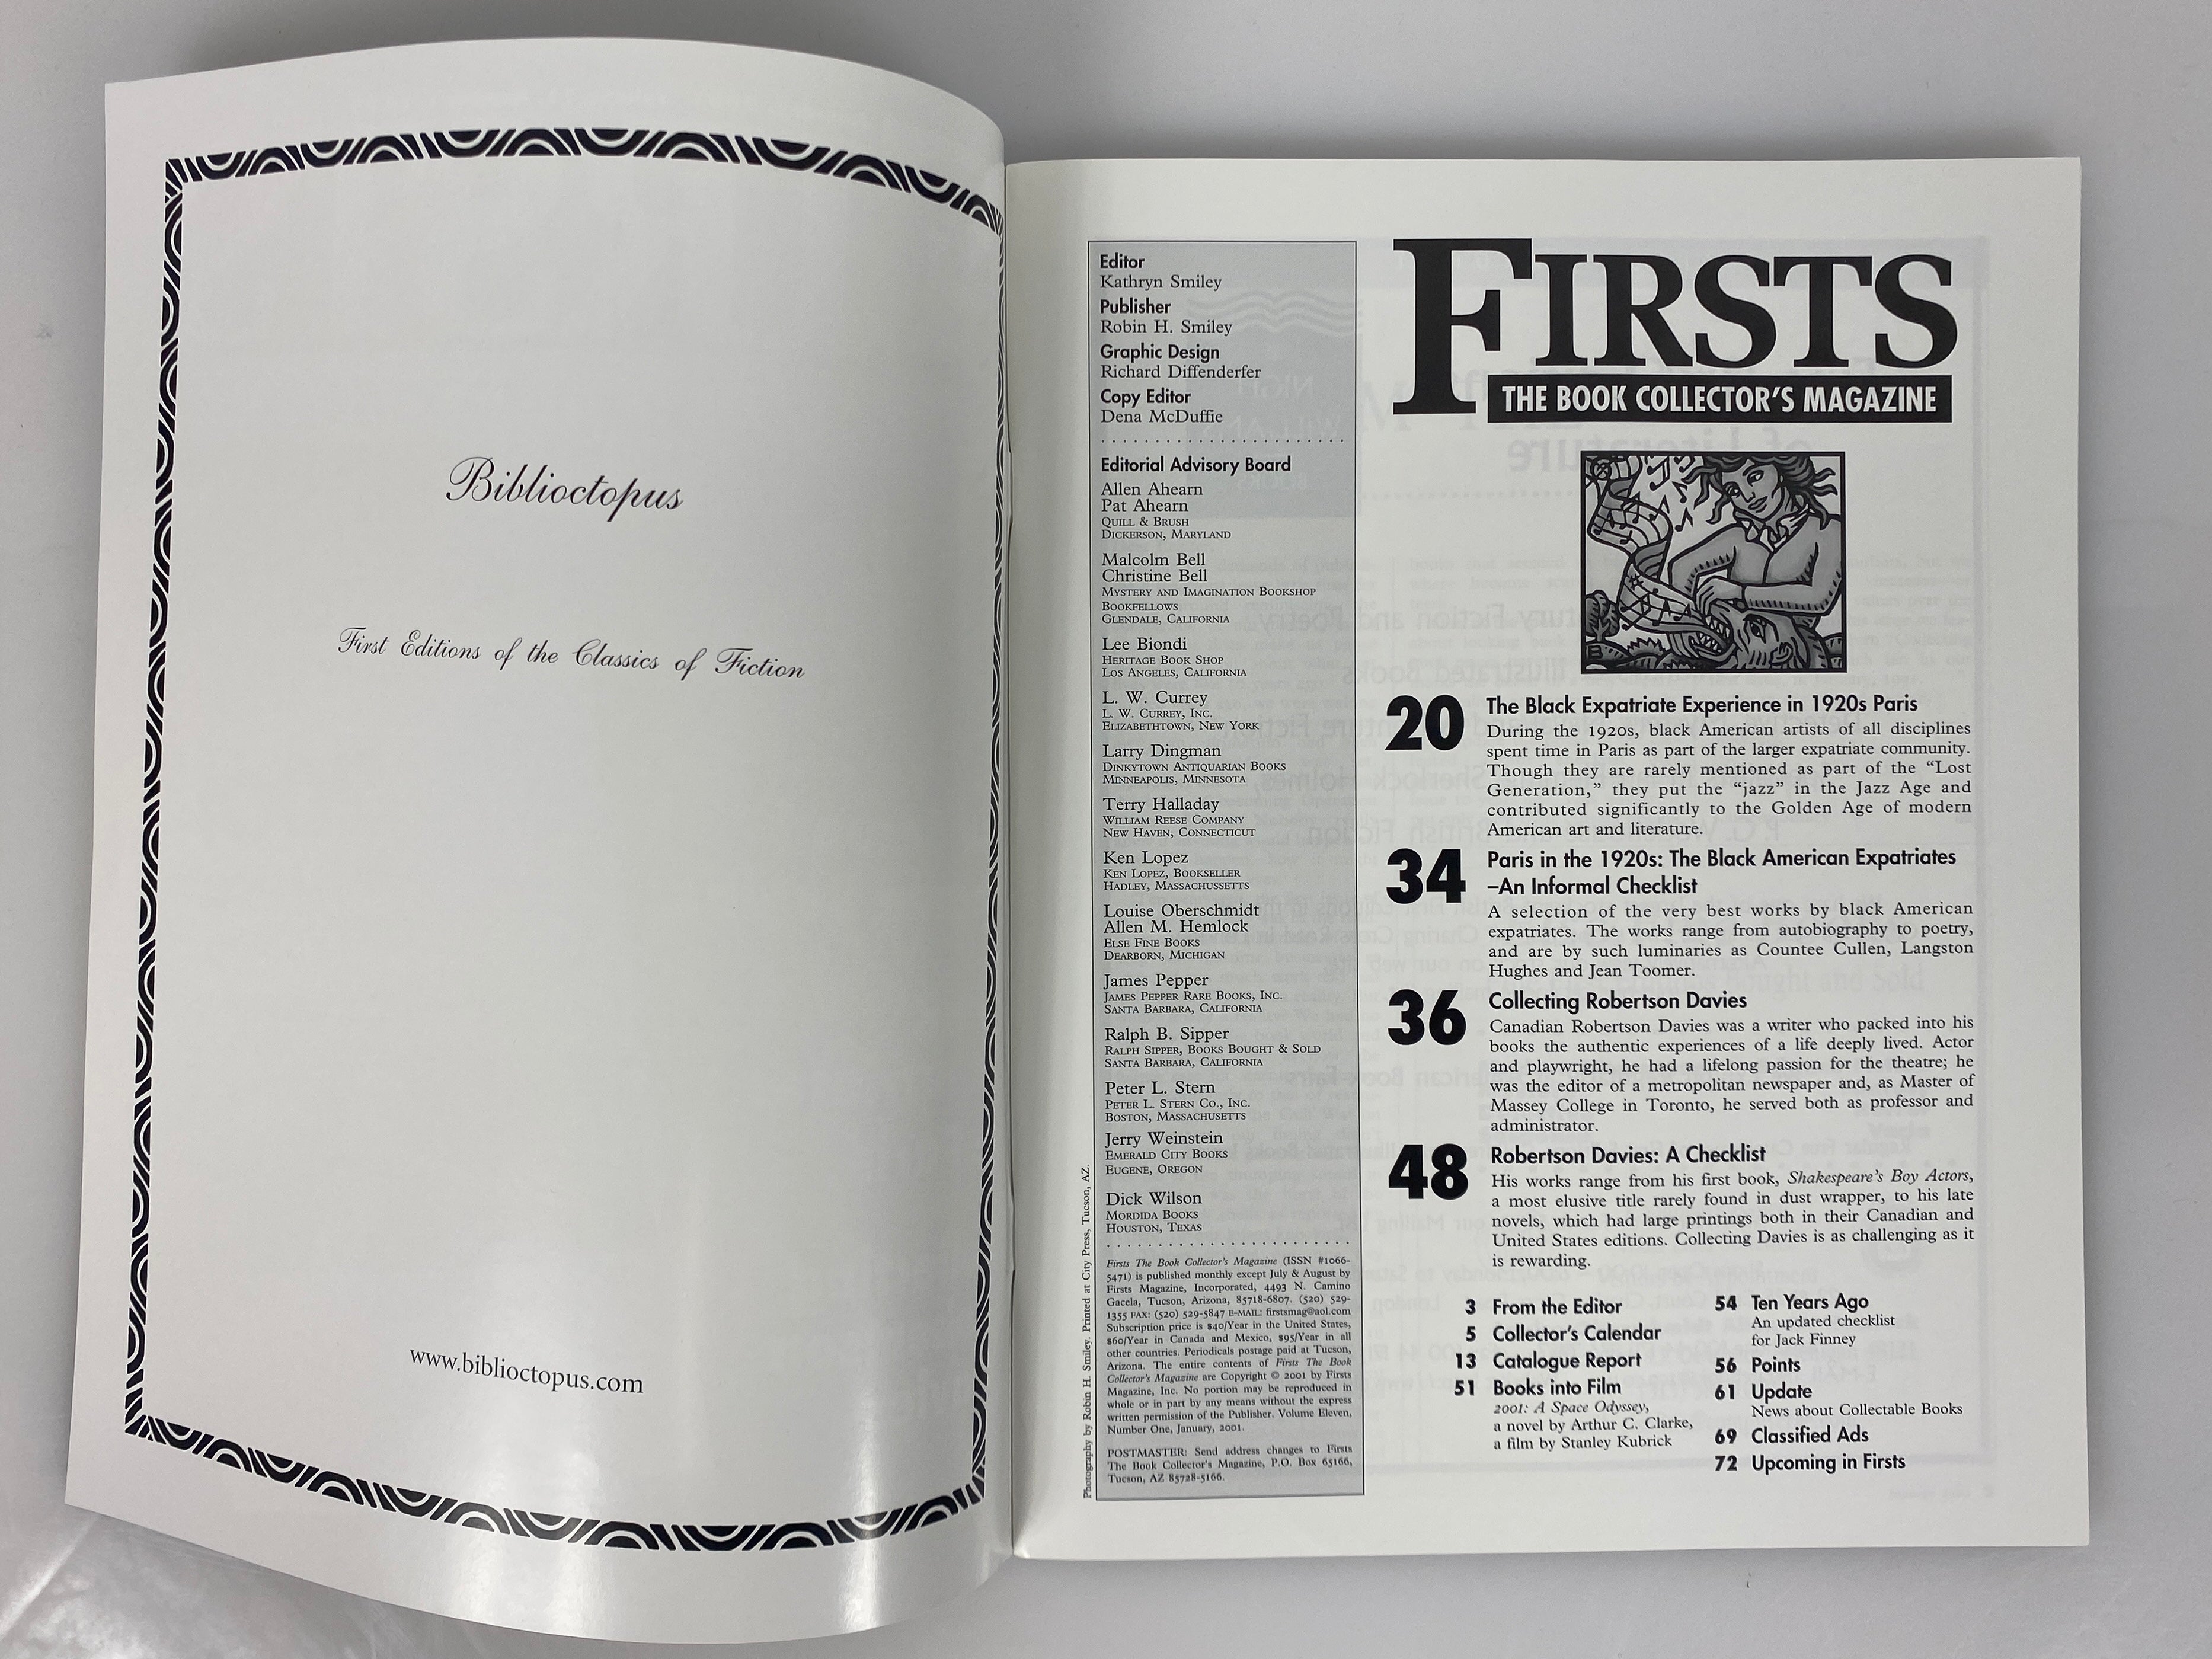 Biblioctopus
First Editions of the Classics of Fiction
www.biblioctopus.com
Editor
Kathryn Smiley
Publisher
Robin H. Smiley
Graphic Design
Richard Diffenderfer
Copy Editor
Dena McDuffie
Editorial Advisory Board
Allen Ahearn
Pat Ahearn
QUILL & BRUSH
DICKERSON, MARYLAND
Malcolm Bell
Christine Bell
MYSTERY AND IMAGINATION BOOKSHOP
BOOKFELLOWS
GLENDALE, CALIFORNIA
Lee Biondi
HERITAGE BOOK SHOP
LOS ANGELES, CALIFORNIA
L. W. Currey
L. W. CURREY, INC.
ELIZABETHTOWN, NEW YORK
Larry Dingman
DINKYTOWN ANTIQUARIAN BOOKS
MINNEAPOLIS, MINNESOTA
Terry Halladay
WILLIAM REESE COMPANY
NEW HAVEN, CONNECTICUT
Ken Lopez
KEN LOPEZ, BOOKSELLER
HADLEY, MASSACHUSSETTS
Louise Oberschmidt
Allen M. Hemlock
ELSE FINE BOOKS
DEARBORN, MICHIGAN
James Pepper
JAMES PEPPER RARE BOOKS, INC.
SANTA BARBARA, CALIFORNIA
Ralph B. Sipper
RALPH SIPPER, BOOKS BOUGHT & SOLD
SANTA BARBARA, CALIFORNIA
Peter L. Stern
PETER L. STERN CO., INC.
BOSTON, MASSACHUSETTS
Jerry Weinstein
EMERALD CITY BOOKS
EUGENE, OREGON
Dick Wilson
MORDIDA BOOKS
HOUSTON, TEXAS
Firsts The Book Collector's Magazine (ISSN #1066-
5471) is published monthly except July & August by
Firsts Magazine, Incorporated, 4493 N. Camino
Gacela, Tucson, Arizona, 85718-6807. (520) 529-
1355 FAX: (520) 529-5847 E-MAIL: firstsmag@aol.com
Subscription price is $40/Year in the United States,
$60/Year in Canada and Mexico, $95/Year in all
other countries. Periodicals postage paid at Tucson,
Arizona. The entire contents of Firsts The Book
Collector's Magazine are Copyright © 2001 by Firsts
Magazine, Inc. No portion may be reproduced in
whole or in part by any means without the express
written permission of the Publisher. Volume Eleven,
Number One, January, 2001.
POSTMASTER: Send address changes to Firsts
The Book Collector's Magazine, P.O. Box 65166,
Tucson, AZ 85728-5166.
Photography by Robin H. Smiley. Printed at City Press, Tucson, AZ.
FIRSTS
THE BOOK COLLECTOR'S MAGAZINE
20 The Black Expatriate Experience in 1920s Paris
During the 1920s, black American artists of all disciplines
spent time in Paris as part of the larger expatriate community.
Though they are rarely mentioned as part of the "Lost
Generation," they put the "jazz" in the Jazz Age and
contributed significantly to the Golden Age of modern
American art and literature.
34 Paris in the 1920s: The Black American Expatriates
–An Informal Checklist
A selection of the very best works by black American
expatriates. The works range from autobiography to poetry,
and are by such luminaries as Countee Cullen, Langston
Hughes and Jean Toomer.
36 Collecting Robertson Davies
Canadian Robertson Davies was a writer who packed into his
books the authentic experiences of a life deeply lived. Actor
and playwright, he had a lifelong passion for the theatre; he
was the editor of a metropolitan newspaper and, as Master of
Massey College in Toronto, he served both as professor and
administrator.
48 Robertson Davies: A Checklist
His works range from his first book, Shakespeare's Boy Actors,
a most elusive title rarely found in dust wrapper, to his late
novels, which had large printings both in their Canadian and
United States editions. Collecting Davies is as challenging as it
is rewarding.
3 From the Editor
5 Collector's Calendar
13 Catalogue Report
51 Books into Film
2001: A Space Odyssey,
a novel by Arthur C. Clarke,
a film by Stanley Kubrick
54 Ten Years Ago
An updated checklist
for Jack Finney
56 Points
61 Update
News about Collectable Books
69 Classified Ads
72 Upcoming in Firsts